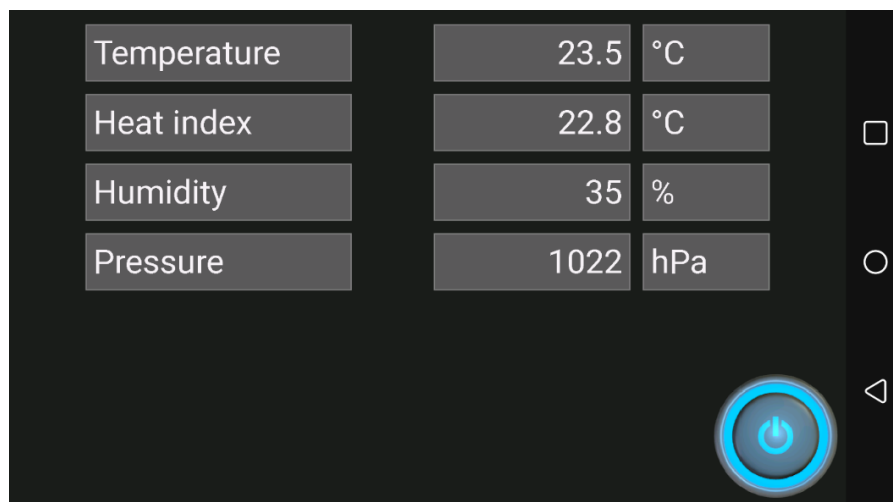 Temperature 23.5 °C
Heat index 22.8 °C
Humidity 35 %
Pressure 1022 hPa